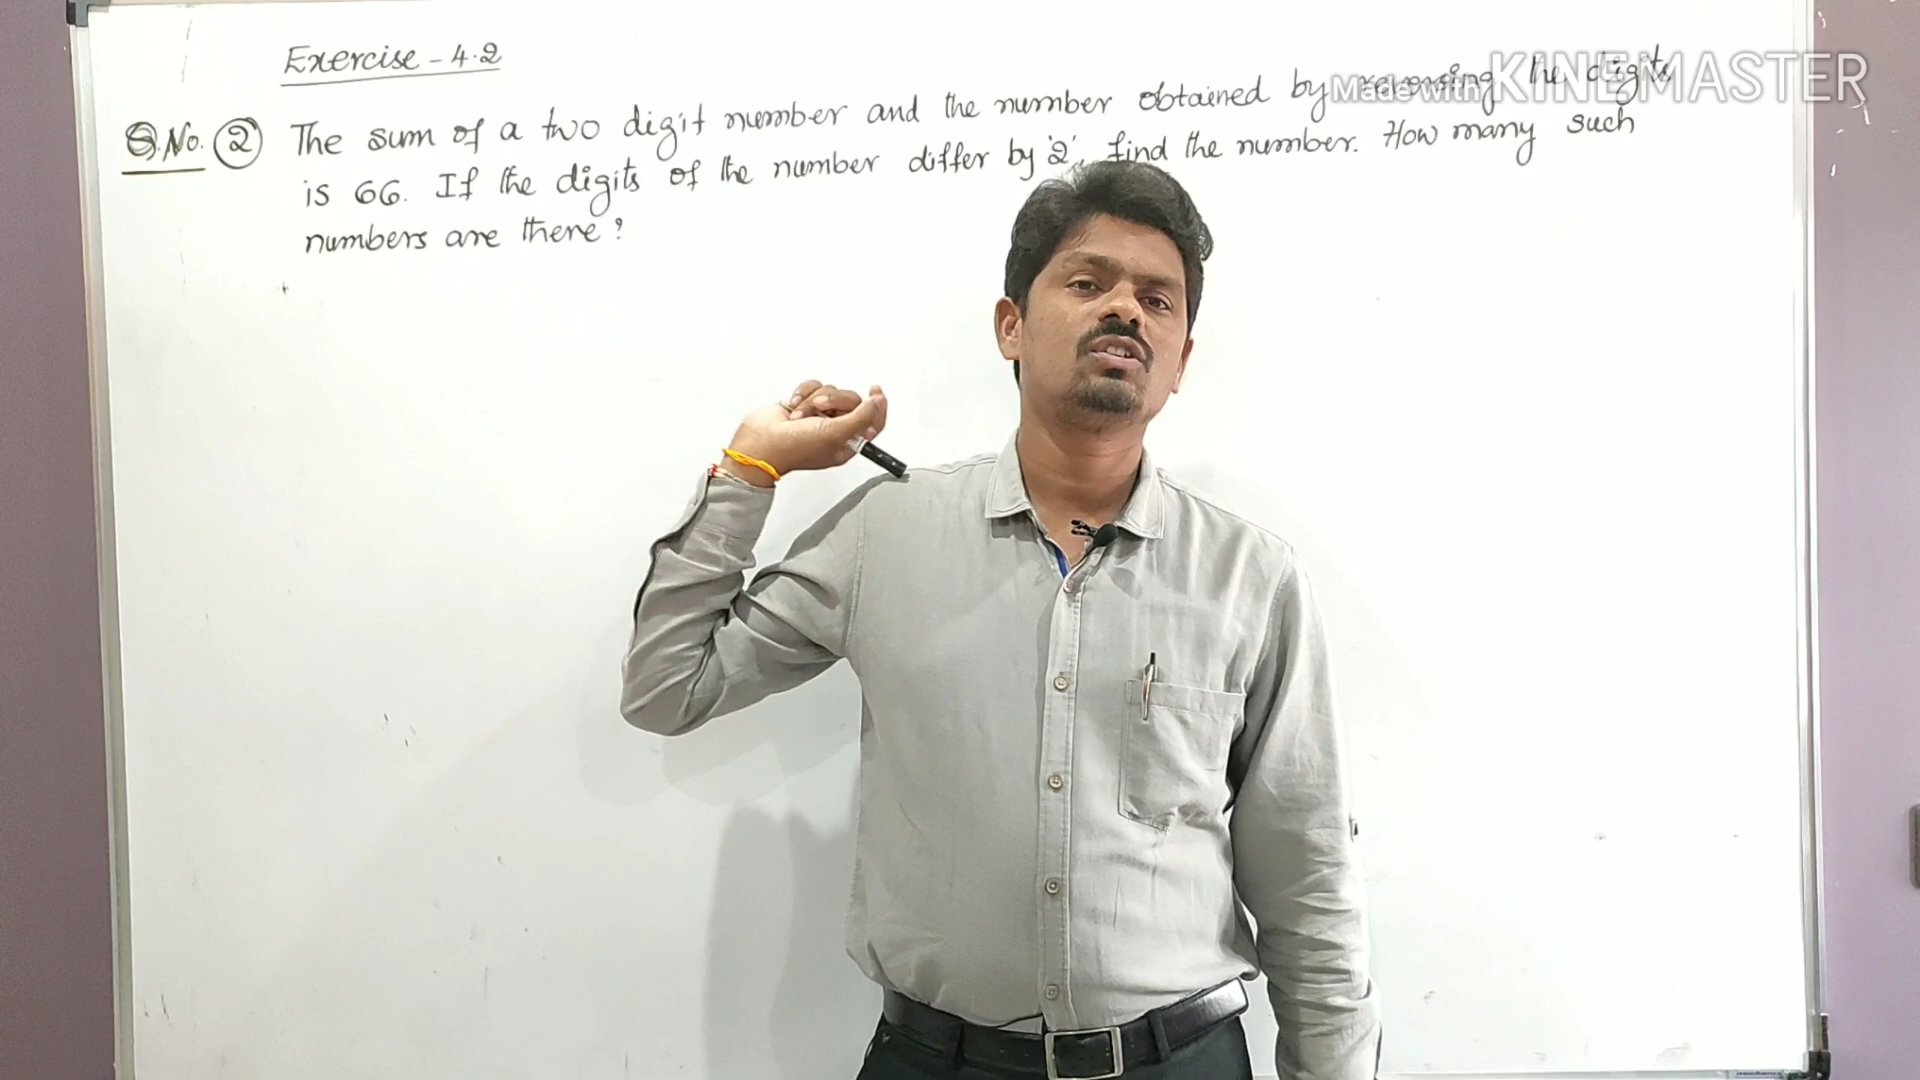 Exercise - 4.2
Made with KINEMASTER
Q.No. 2 The sum of a two digit number and the number obtained by reversing the digits
is 66. If the digits of the number differ by '2', find the number. How many such
numbers are there?